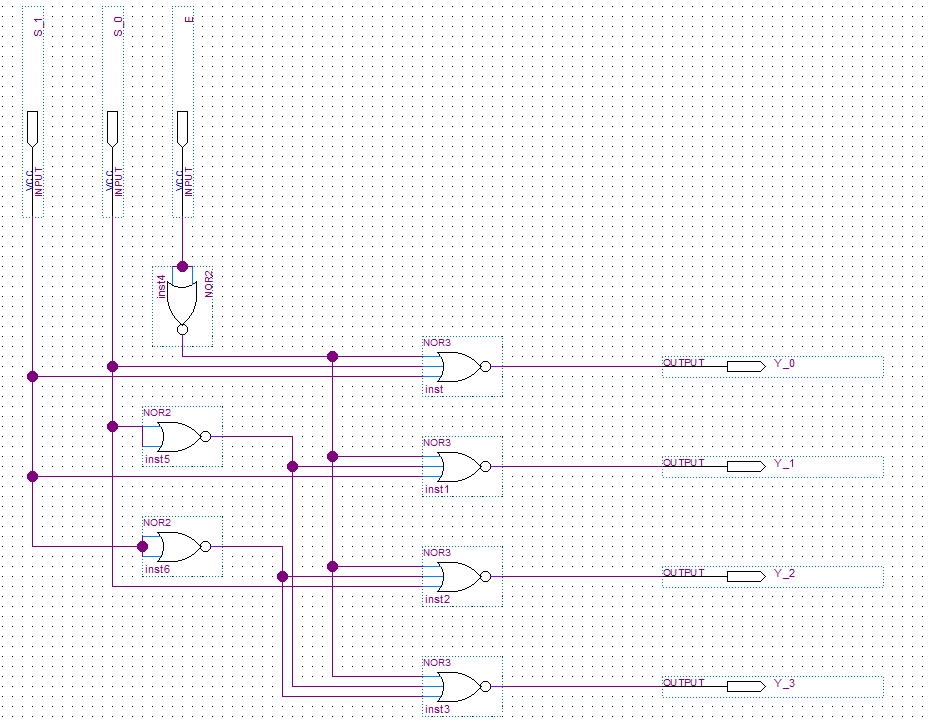 S_1
S_0
E
VCC
INPUT
VCC
INPUT
VCC
INPUT
inst4
NOR2
NOR3
inst
OUTPUT
Y_0
NOR2
inst5
NOR3
inst1
OUTPUT
Y_1
NOR2
inst6
NOR3
inst2
OUTPUT
Y_2
NOR3
inst3
OUTPUT
Y_3